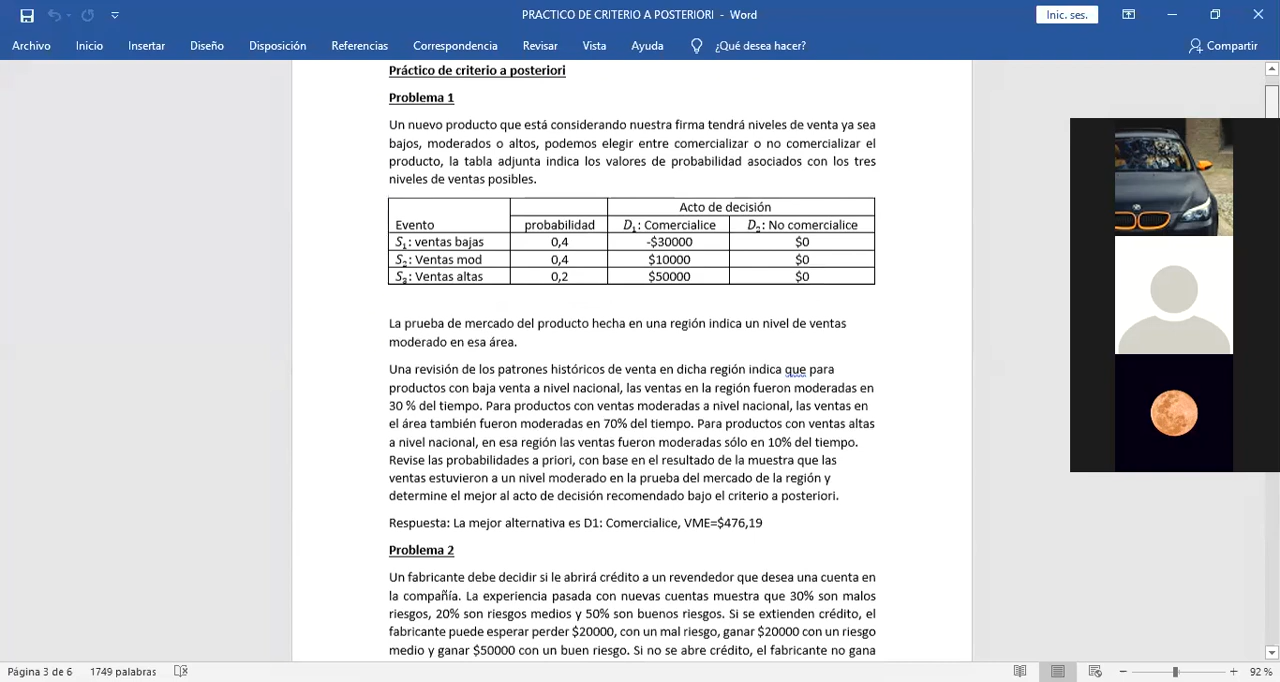 PRACTICO DE CRITERIO A POSTERIORI - Word
Inic. ses.
Archivo Inicio Insertar Diseño Disposición Referencias Correspondencia Revisar Vista Ayuda ¿Qué desea hacer? Compartir
Práctico de criterio a posteriori
Problema 1
Un nuevo producto que está considerando nuestra firma tendrá niveles de venta ya sea
bajos, moderados o altos, podemos elegir entre comercializar o no comercializar el
producto, la tabla adjunta indica los valores de probabilidad asociados con los tres
niveles de ventas posibles.
Acto de decisión
Evento probabilidad D₁: Comercialice D₂: No comercialice
S₁: ventas bajas 0,4 -$30000 $0
S₂: Ventas mod 0,4 $10000 $0
S₃: Ventas altas 0,2 $50000 $0
La prueba de mercado del producto hecha en una región indica un nivel de ventas
moderado en esa área.
Una revisión de los patrones históricos de venta en dicha región indica que para
productos con baja venta a nivel nacional, las ventas en la región fueron moderadas en
30 % del tiempo. Para productos con ventas moderadas a nivel nacional, las ventas en
el área también fueron moderadas en 70% del tiempo. Para productos con ventas altas
a nivel nacional, en esa región las ventas fueron moderadas sólo en 10% del tiempo.
Revise las probabilidades a priori, con base en el resultado de la muestra que las
ventas estuvieron a un nivel moderado en la prueba del mercado de la región y
determine el mejor al acto de decisión recomendado bajo el criterio a posteriori.
Respuesta: La mejor alternativa es D1: Comercialice, VME=$476,19
Problema 2
Un fabricante debe decidir si le abrirá crédito a un revendedor que desea una cuenta en
la compañía. La experiencia pasada con nuevas cuentas muestra que 30% son malos
riesgos, 20% son riesgos medios y 50% son buenos riesgos. Si se extienden crédito, el
fabricante puede esperar perder $20000, con un mal riesgo, ganar $20000 con un riesgo
medio y ganar $50000 con un buen riesgo. Si no se abre crédito, el fabricante no gana
Página 3 de 6 1749 palabras 92 %